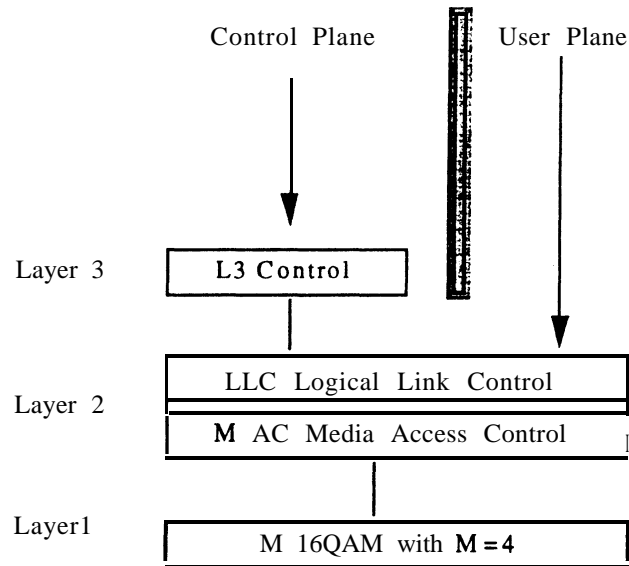 Control Plane
User Plane
Layer 3
L3 Control
LLC Logical Link Control
Layer 2
M AC Media Access Control
Layer1
M 16QAM with M=4